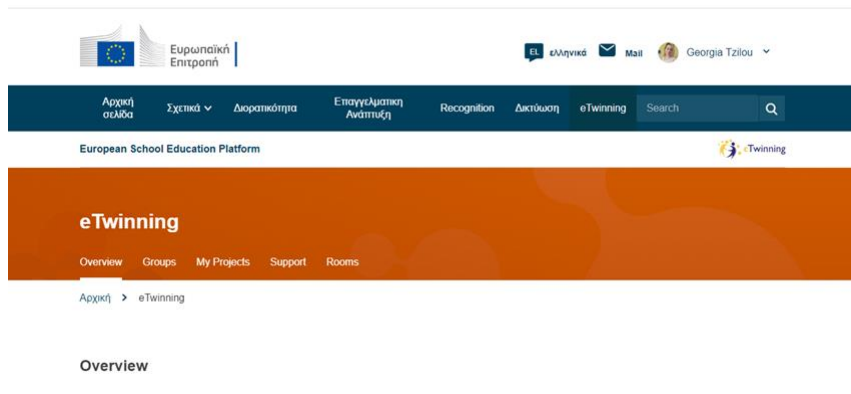 Ευρωπαϊκή
Επιτροπή
EL ελληνικά Mail Georgia Tzilou
Αρχική σελίδα
Σχετικά
Διορατικότητα
Επαγγελματικη Ανάπτυξη
Recognition
Δικτύωση
eTwinning
Search
European School Education Platform
eTwinning
eTwinning
Overview Groups My Projects Support Rooms
Αρχική > eTwinning
Overview